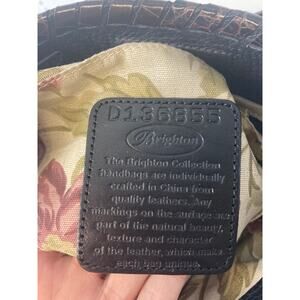 D136855
Brighton
The Brighton Collection
handbags are individually
crafted in China from
quality leathers. Any
markings on the surface are
part of the natural beauty,
texture and character
of the leather, which make
each bag unique.